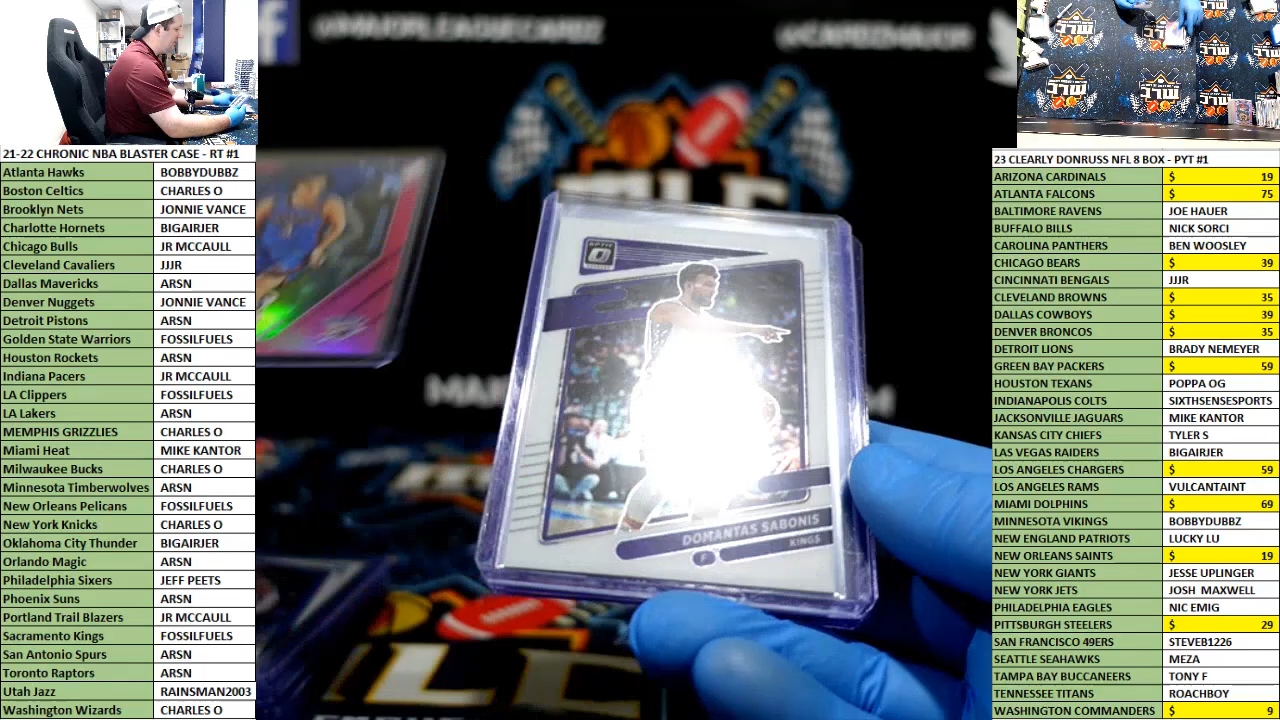 @MAJORLEAGUECARDZ
@CARDZMAJOR
21-22 CHRONIC NBA BLASTER CASE - RT #1
Atlanta Hawks BOBBYDUBBZ
Boston Celtics CHARLES O
Brooklyn Nets JONNIE VANCE
Charlotte Hornets BIGAIRJER
Chicago Bulls JR MCCAULL
Cleveland Cavaliers JJJR
Dallas Mavericks ARSN
Denver Nuggets JONNIE VANCE
Detroit Pistons ARSN
Golden State Warriors FOSSILFUELS
Houston Rockets ARSN
Indiana Pacers JR MCCAULL
LA Clippers FOSSILFUELS
LA Lakers ARSN
MEMPHIS GRIZZLIES CHARLES O
Miami Heat MIKE KANTOR
Milwaukee Bucks CHARLES O
Minnesota Timberwolves ARSN
New Orleans Pelicans FOSSILFUELS
New York Knicks CHARLES O
Oklahoma City Thunder BIGAIRJER
Orlando Magic ARSN
Philadelphia Sixers JEFF PEETS
Phoenix Suns ARSN
Portland Trail Blazers JR MCCAULL
Sacramento Kings FOSSILFUELS
San Antonio Spurs ARSN
Toronto Raptors ARSN
Utah Jazz RAINSMAN2003
Washington Wizards CHARLES O
OPTIC
DOMANTAS SABONIS
F KINGS
23 CLEARLY DONRUSS NFL 8 BOX - PYT #1
ARIZONA CARDINALS $ 19
ATLANTA FALCONS $ 75
BALTIMORE RAVENS JOE HAUER
BUFFALO BILLS NICK SORCI
CAROLINA PANTHERS BEN WOOSLEY
CHICAGO BEARS $ 39
CINCINNATI BENGALS JJJR
CLEVELAND BROWNS $ 35
DALLAS COWBOYS $ 39
DENVER BRONCOS $ 35
DETROIT LIONS BRADY NEMEYER
GREEN BAY PACKERS $ 59
HOUSTON TEXANS POPPA OG
INDIANAPOLIS COLTS SIXTHSENSESPORTS
JACKSONVILLE JAGUARS MIKE KANTOR
KANSAS CITY CHIEFS TYLER S
LAS VEGAS RAIDERS BIGAIRJER
LOS ANGELES CHARGERS $ 59
LOS ANGELES RAMS VULCANTAINT
MIAMI DOLPHINS $ 69
MINNESOTA VIKINGS BOBBYDUBBZ
NEW ENGLAND PATRIOTS LUCKY LU
NEW ORLEANS SAINTS $ 19
NEW YORK GIANTS JESSE UPLINGER
NEW YORK JETS JOSH MAXWELL
PHILADELPHIA EAGLES NIC EMIG
PITTSBURGH STEELERS $ 29
SAN FRANCISCO 49ERS STEVEB1226
SEATTLE SEAHAWKS MEZA
TAMPA BAY BUCCANEERS TONY F
TENNESSEE TITANS ROACHBOY
WASHINGTON COMMANDERS $ 9